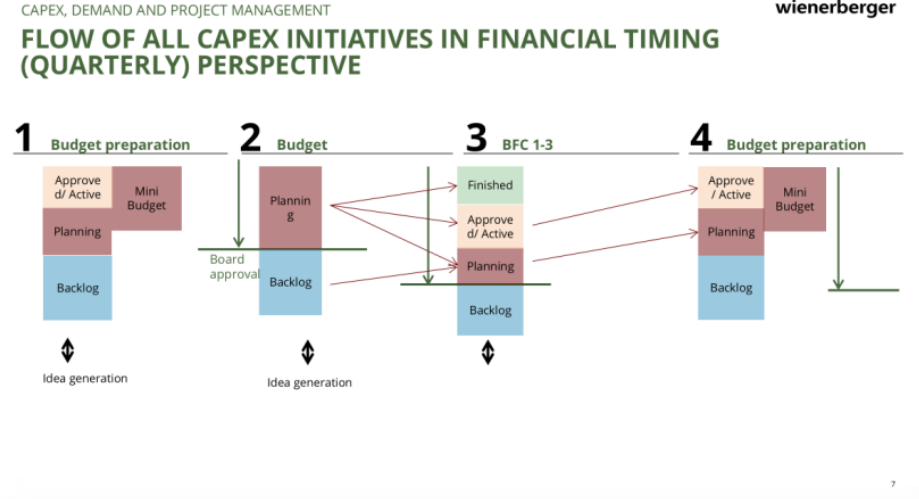 CAPEX, DEMAND AND PROJECT MANAGEMENT
wienerberger
FLOW OF ALL CAPEX INITIATIVES IN FINANCIAL TIMING
(QUARTERLY) PERSPECTIVE
1 Budget preparation
2 Budget
3 BFC 1-3
4 Budget preparation
Approve
d/ Active
Mini
Budget
Planning
Backlog
Idea generation
Board
approval
Plannin
g
Backlog
Idea generation
Finished
Approve
d/ Active
Planning
Backlog
Approve
/ Active
Mini
Budget
Planning
Backlog
7